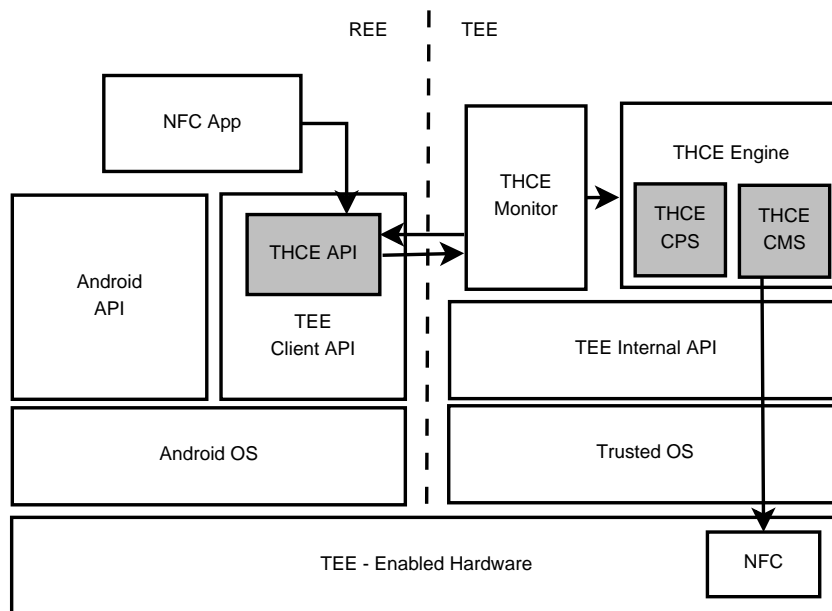 REE
TEE
NFC App
THCE
Monitor
THCE Engine
THCE
CPS
THCE
CMS
THCE API
Android
API
TEE
Client API
TEE Internal API
Android OS
Trusted OS
TEE - Enabled Hardware
NFC